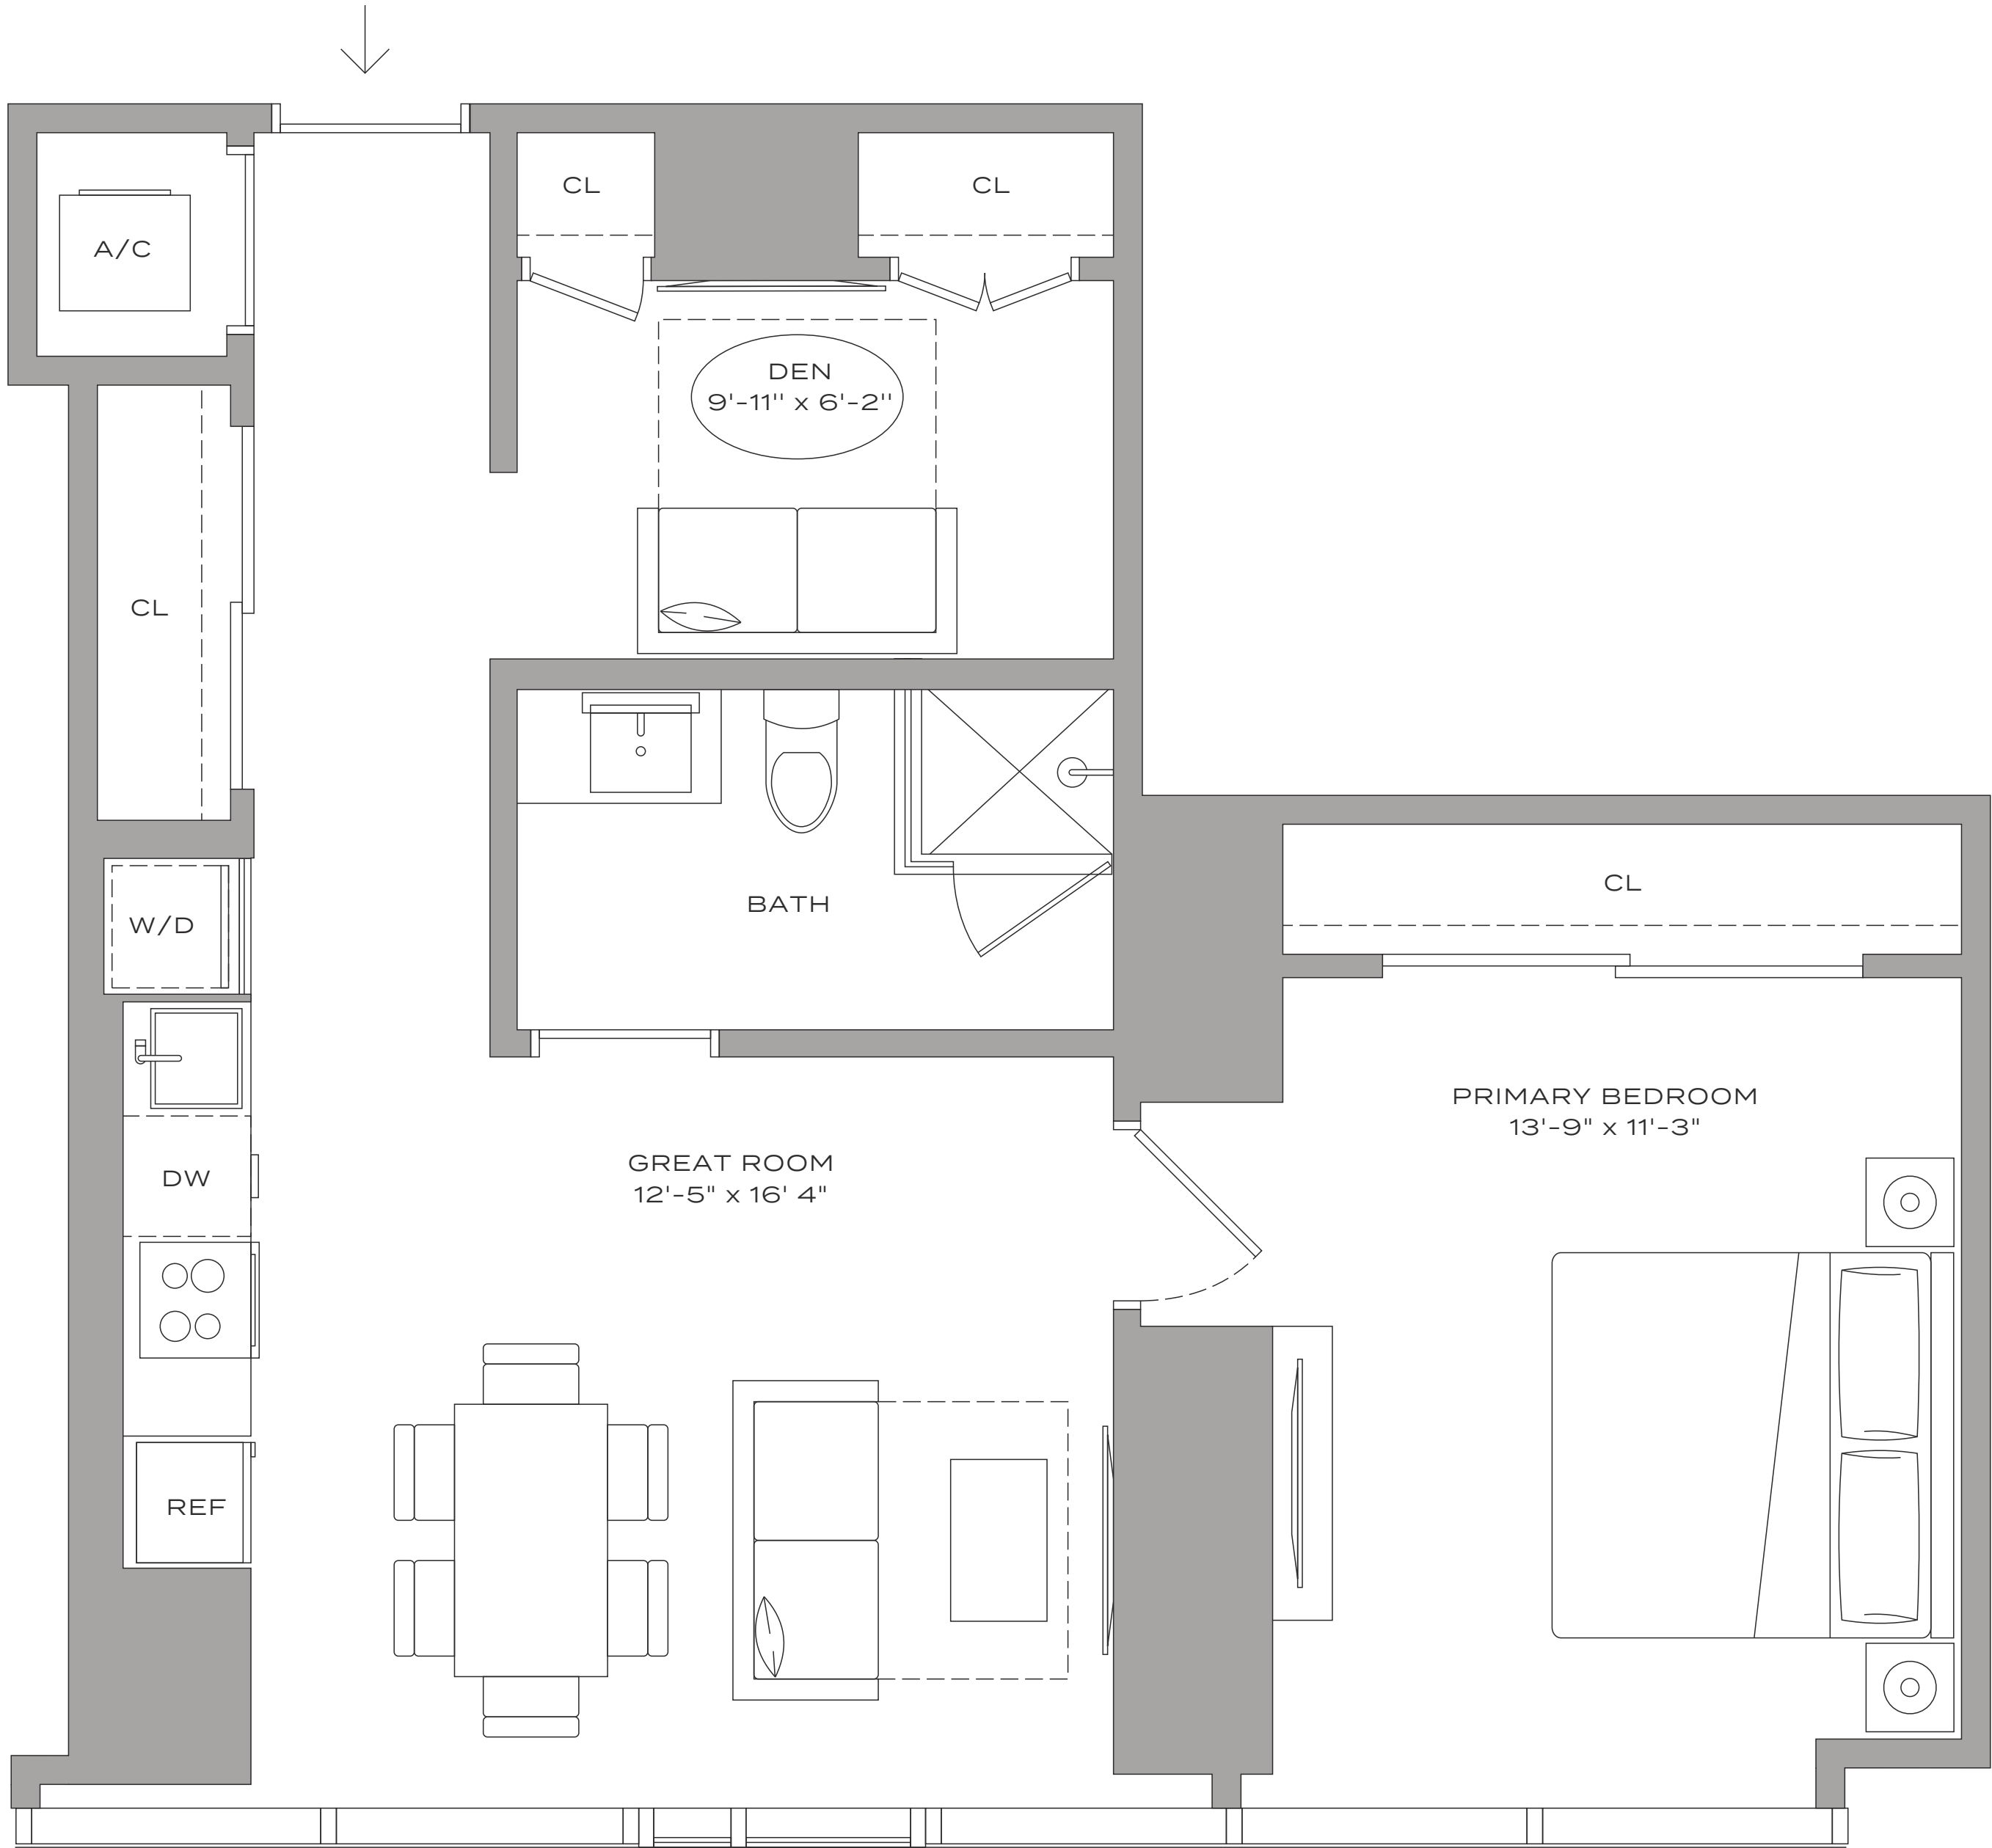 CL
CL
A/C
DEN
9'-11'' x 6'-2''
CL
CL
BATH
W/D
PRIMARY BEDROOM
13'-9" x 11'-3"
GREAT ROOM
12'-5" x 16' 4"
DW
REF